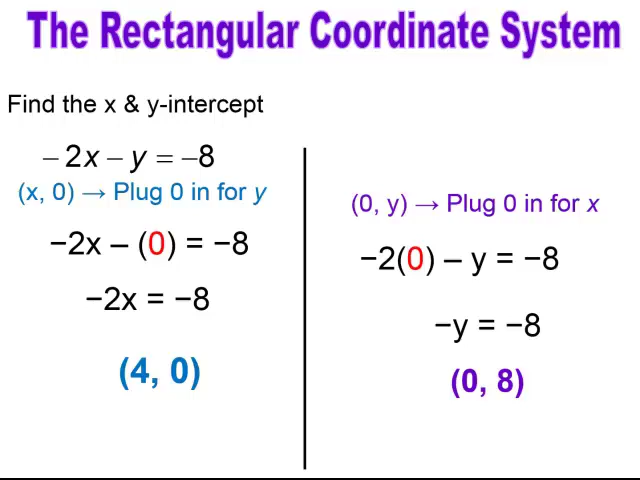 The Rectangular Coordinate System
Find the x & y-intercept
− 2x − y = −8
(x, 0) → Plug 0 in for y
−2x – (0) = −8
−2x = −8
(4, 0)
(0, y) → Plug 0 in for x
−2(0) – y = −8
−y = −8
(0, 8)